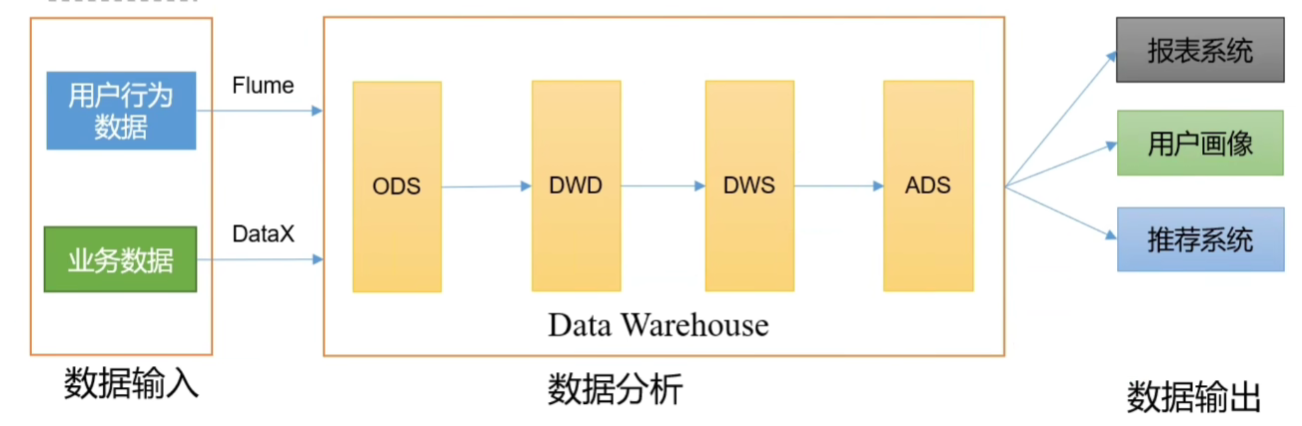 用户行为
数据
Flume
业务数据
DataX
数据输入
ODS
DWD
DWS
ADS
Data Warehouse
数据分析
报表系统
用户画像
推荐系统
数据输出